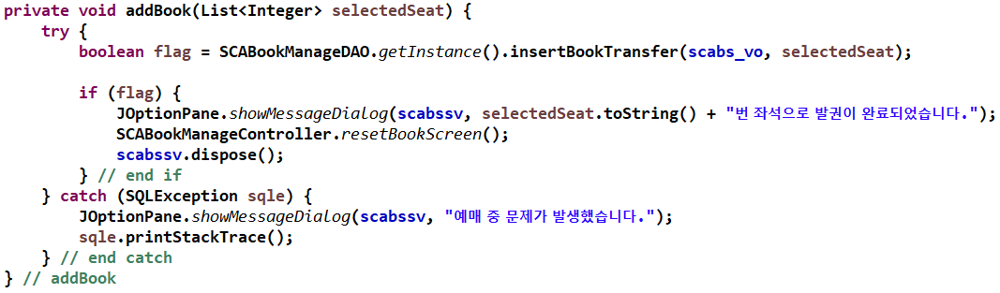 private void addBook(List<Integer> selectedSeat) {
    try {
        boolean flag = SCABookManageDAO.getInstance().insertBookTransfer(scabs_vo, selectedSeat);

        if (flag) {
            JOptionPane.showMessageDialog(scabssv, selectedSeat.toString() + "번 좌석으로 발권이 완료되었습니다.");
            SCABookManageController.resetBookScreen();
            scabssv.dispose();
        } // end if
    } catch (SQLException sqle) {
        JOptionPane.showMessageDialog(scabssv, "예매 중 문제가 발생했습니다.");
        sqle.printStackTrace();
    } // end catch
} // addBook